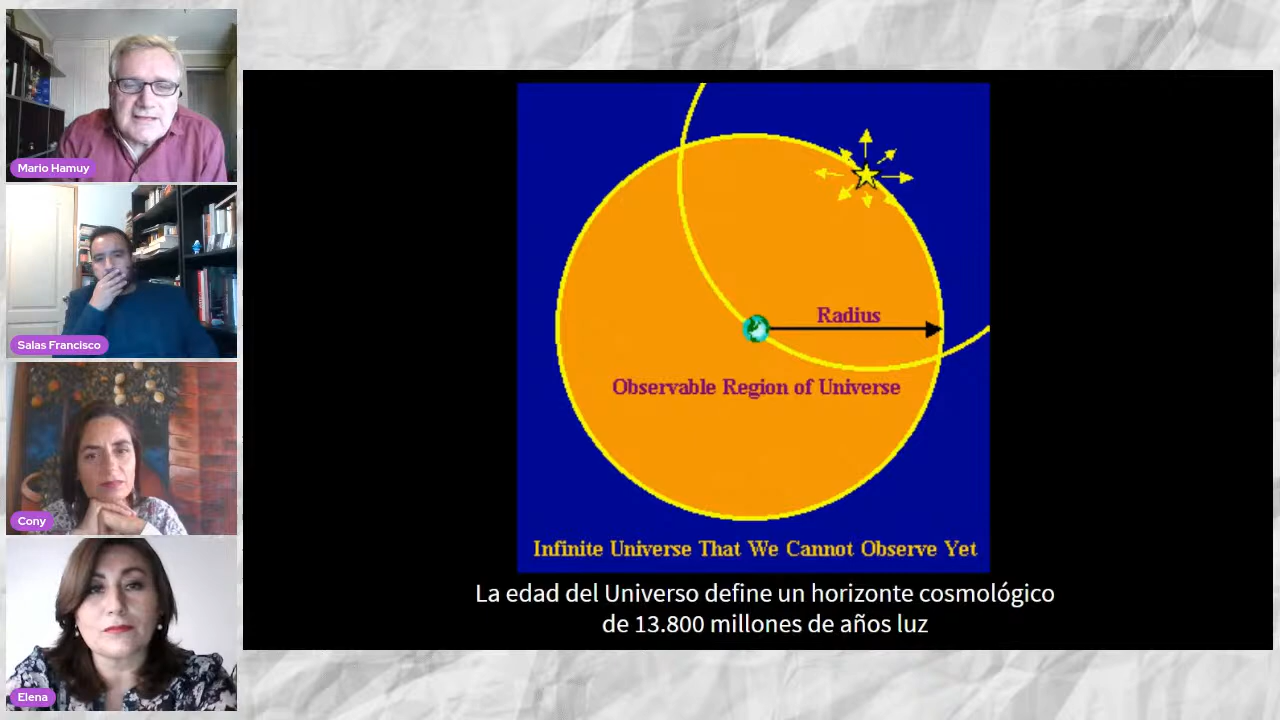 Mario Hamuy
Salas Francisco
Cony
Elena
Radius
Observable Region of Universe
Infinite Universe That We Cannot Observe Yet
La edad del Universo define un horizonte cosmológico
de 13.800 millones de años luz